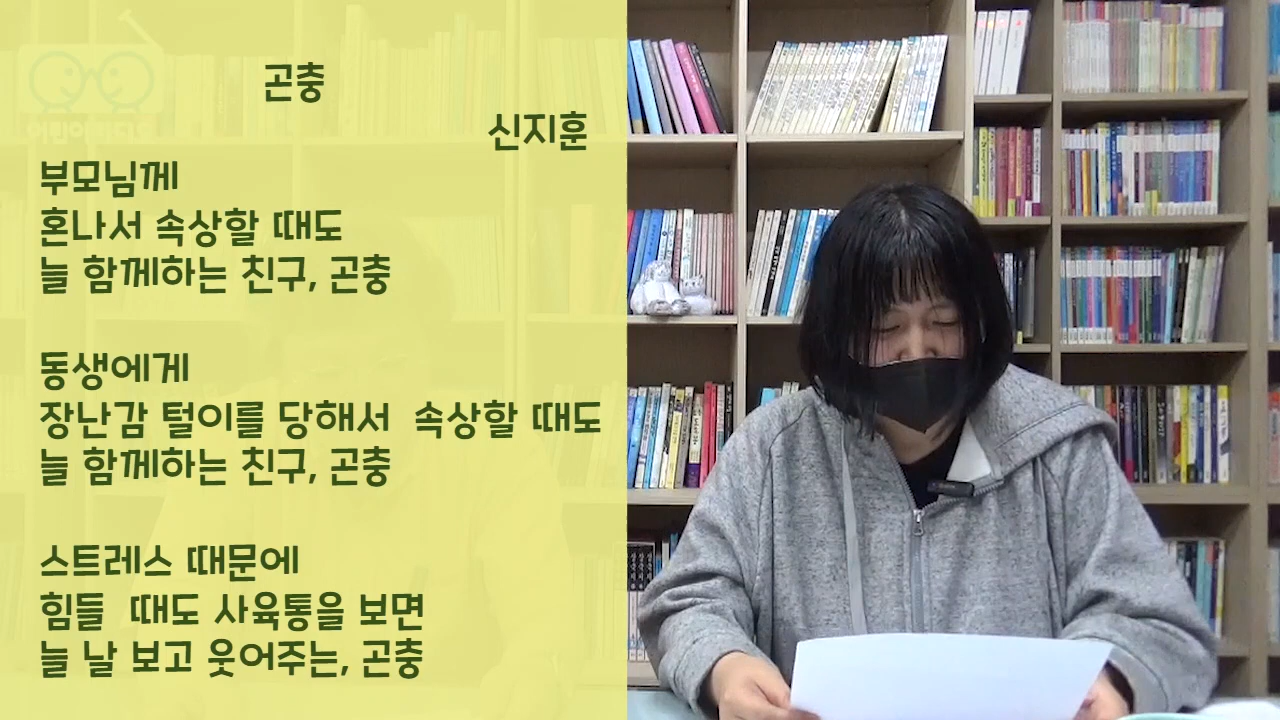 곤충
신지훈
부모님께
혼나서 속상할 때도
늘 함께하는 친구, 곤충
동생에게
장난감 털이를 당해서 속상할 때도
늘 함께하는 친구, 곤충
스트레스 때문에
힘들 때도 사육통을 보면
늘 날 보고 웃어주는, 곤충